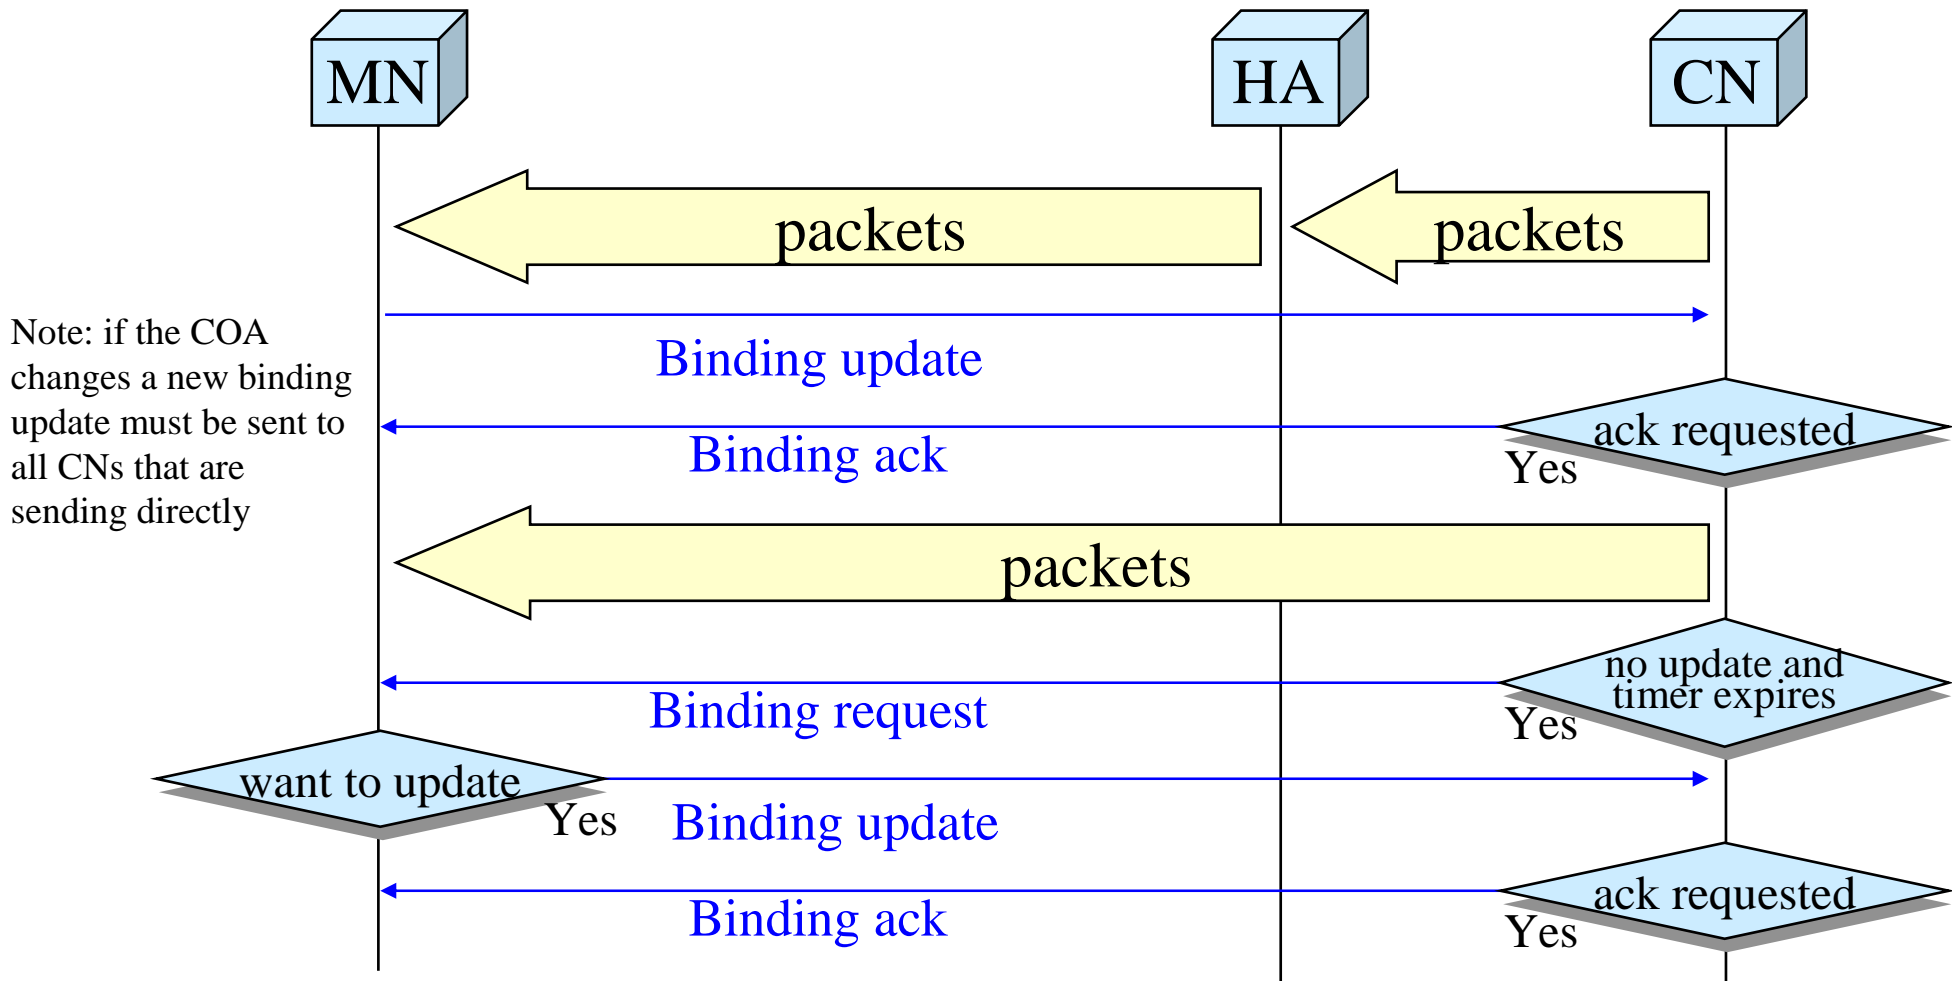 MN
HA
CN
packets
packets
Note: if the COA
changes a new binding
update must be sent to
all CNs that are
sending directly
Binding update
ack requested
Binding ack
Yes
packets
no update and
timer expires
Binding request
Yes
want to update
Yes
Binding update
ack requested
Binding ack
Yes